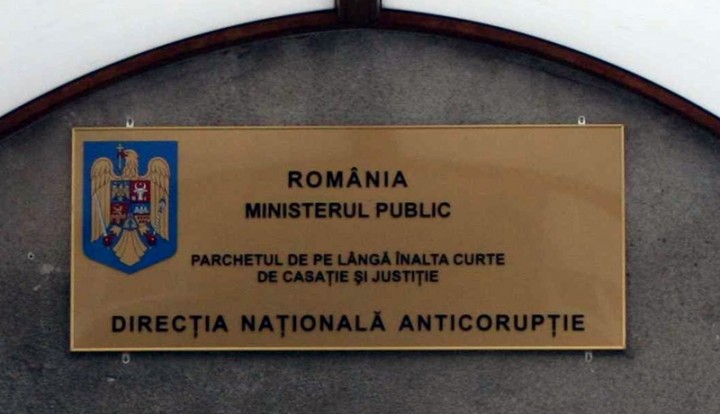 ROMÂNIA
MINISTERUL PUBLIC
PARCHETUL DE PE LÂNGĂ ÎNALTA CURTE
DE CASAȚIE ȘI JUSTIȚIE
DIRECȚIA NAȚIONALĂ ANTICORUPȚIE